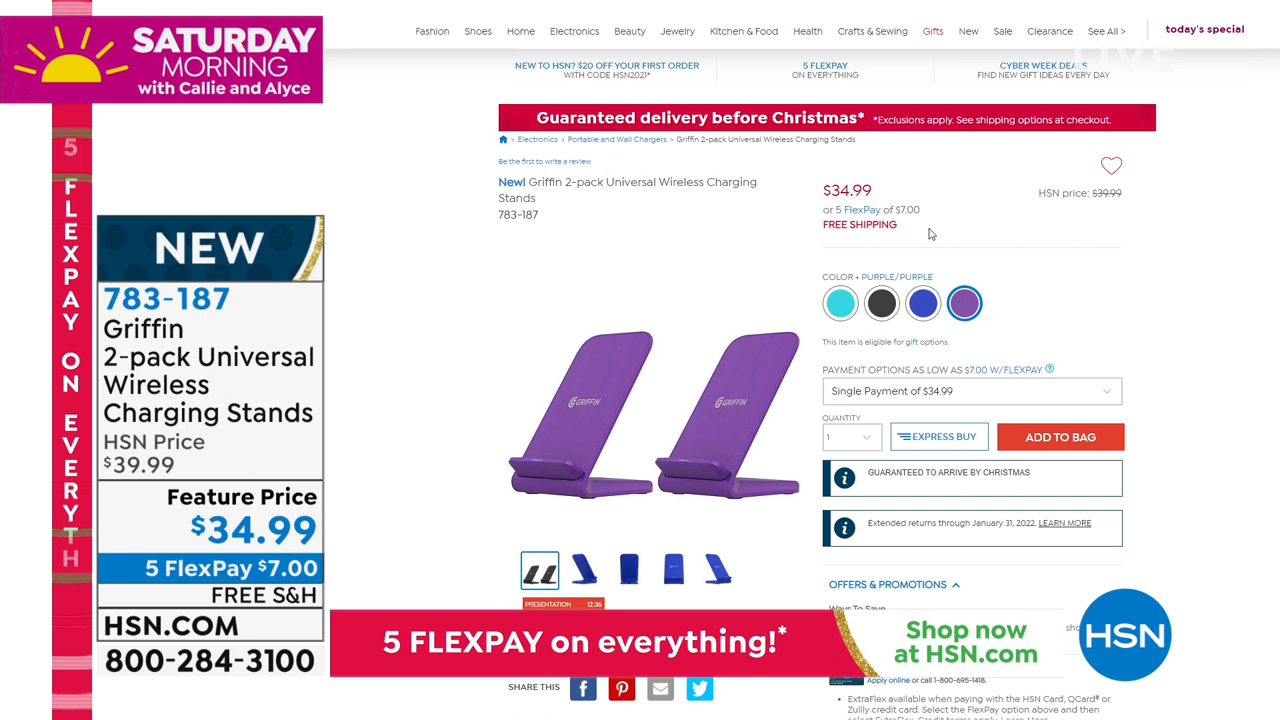 SATURDAY
MORNING
with Callie and Alyce
5 FLEXPAY ON EVERYTH
NEW
783-187
Griffin
2-pack Universal
Wireless
Charging Stands
HSN Price
$39.99
Feature Price
$34.99
5 FlexPay $7.00
FREE S&H
HSN.COM
800-284-3100
Fashion Shoes Home Electronics Beauty Jewelry Kitchen & Food Health Crafts & Sewing Gifts New Sale Clearance See All > today's special
LIVE
NEW TO HSN? $20 OFF YOUR FIRST ORDER
WITH CODE HSN2021*
5 FLEXPAY
ON EVERYTHING
CYBER WEEK DEALS
FIND NEW GIFT IDEAS EVERY DAY
Guaranteed delivery before Christmas* *Exclusions apply. See shipping options at checkout.
> Electronics > Portable and Wall Chargers > Griffin 2-pack Universal Wireless Charging Stands
Be the first to write a review
New! Griffin 2-pack Universal Wireless Charging
Stands
783-187
GRIFFIN GRIFFIN
PRESENTATION 12:36
SHARE THIS
$34.99 HSN price: $39.99
or 5 FlexPay of $7.00
FREE SHIPPING
COLOR • PURPLE/PURPLE
This item is eligible for gift options.
PAYMENT OPTIONS AS LOW AS $7.00 W/FLEXPAY ?
Single Payment of $34.99
QUANTITY
1 EXPRESS BUY ADD TO BAG
GUARANTEED TO ARRIVE BY CHRISTMAS
Extended returns through January 31, 2022. LEARN MORE
OFFERS & PROMOTIONS
Ways To Save
5 FLEXPAY on everything!*
Shop now
at HSN.com
HSN
Apply online or call 1-800-695-1418.
• ExtraFlex available when paying with the HSN Card, QCard® or
Zulily credit card. Select the FlexPay option above and then